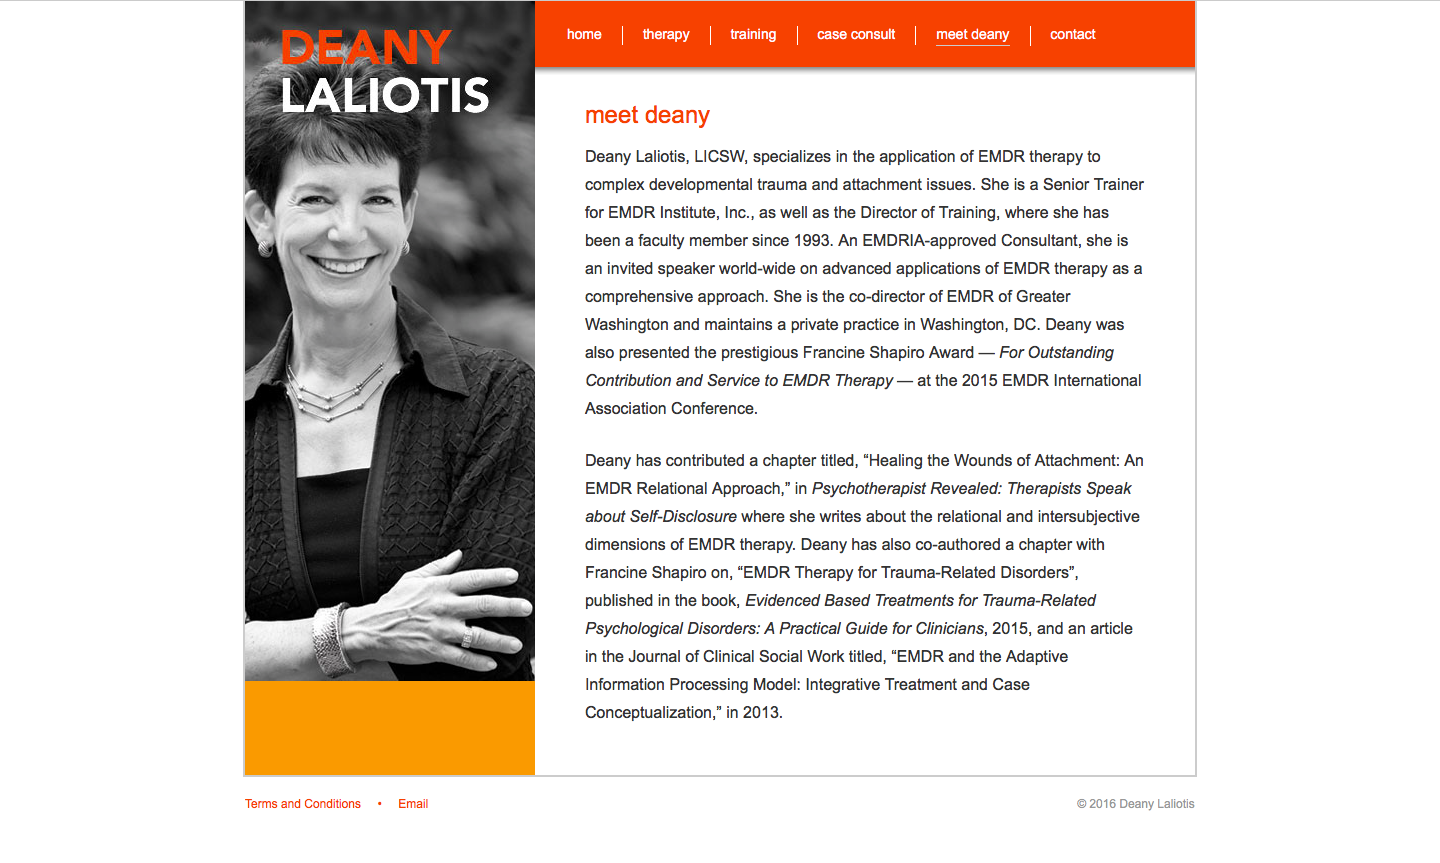 DEANY
LALIOTIS
home
therapy
training
case consult
meet deany
contact
meet deany
Deany Laliotis, LICSW, specializes in the application of EMDR therapy to
complex developmental trauma and attachment issues. She is a Senior Trainer
for EMDR Institute, Inc., as well as the Director of Training, where she has
been a faculty member since 1993. An EMDRIA-approved Consultant, she is
an invited speaker world-wide on advanced applications of EMDR therapy as a
comprehensive approach. She is the co-director of EMDR of Greater
Washington and maintains a private practice in Washington, DC. Deany was
also presented the prestigious Francine Shapiro Award — For Outstanding
Contribution and Service to EMDR Therapy — at the 2015 EMDR International
Association Conference.
Deany has contributed a chapter titled, “Healing the Wounds of Attachment: An
EMDR Relational Approach,” in Psychotherapist Revealed: Therapists Speak
about Self-Disclosure where she writes about the relational and intersubjective
dimensions of EMDR therapy. Deany has also co-authored a chapter with
Francine Shapiro on, “EMDR Therapy for Trauma-Related Disorders”,
published in the book, Evidenced Based Treatments for Trauma-Related
Psychological Disorders: A Practical Guide for Clinicians, 2015, and an article
in the Journal of Clinical Social Work titled, “EMDR and the Adaptive
Information Processing Model: Integrative Treatment and Case
Conceptualization,” in 2013.
Terms and Conditions • Email
© 2016 Deany Laliotis